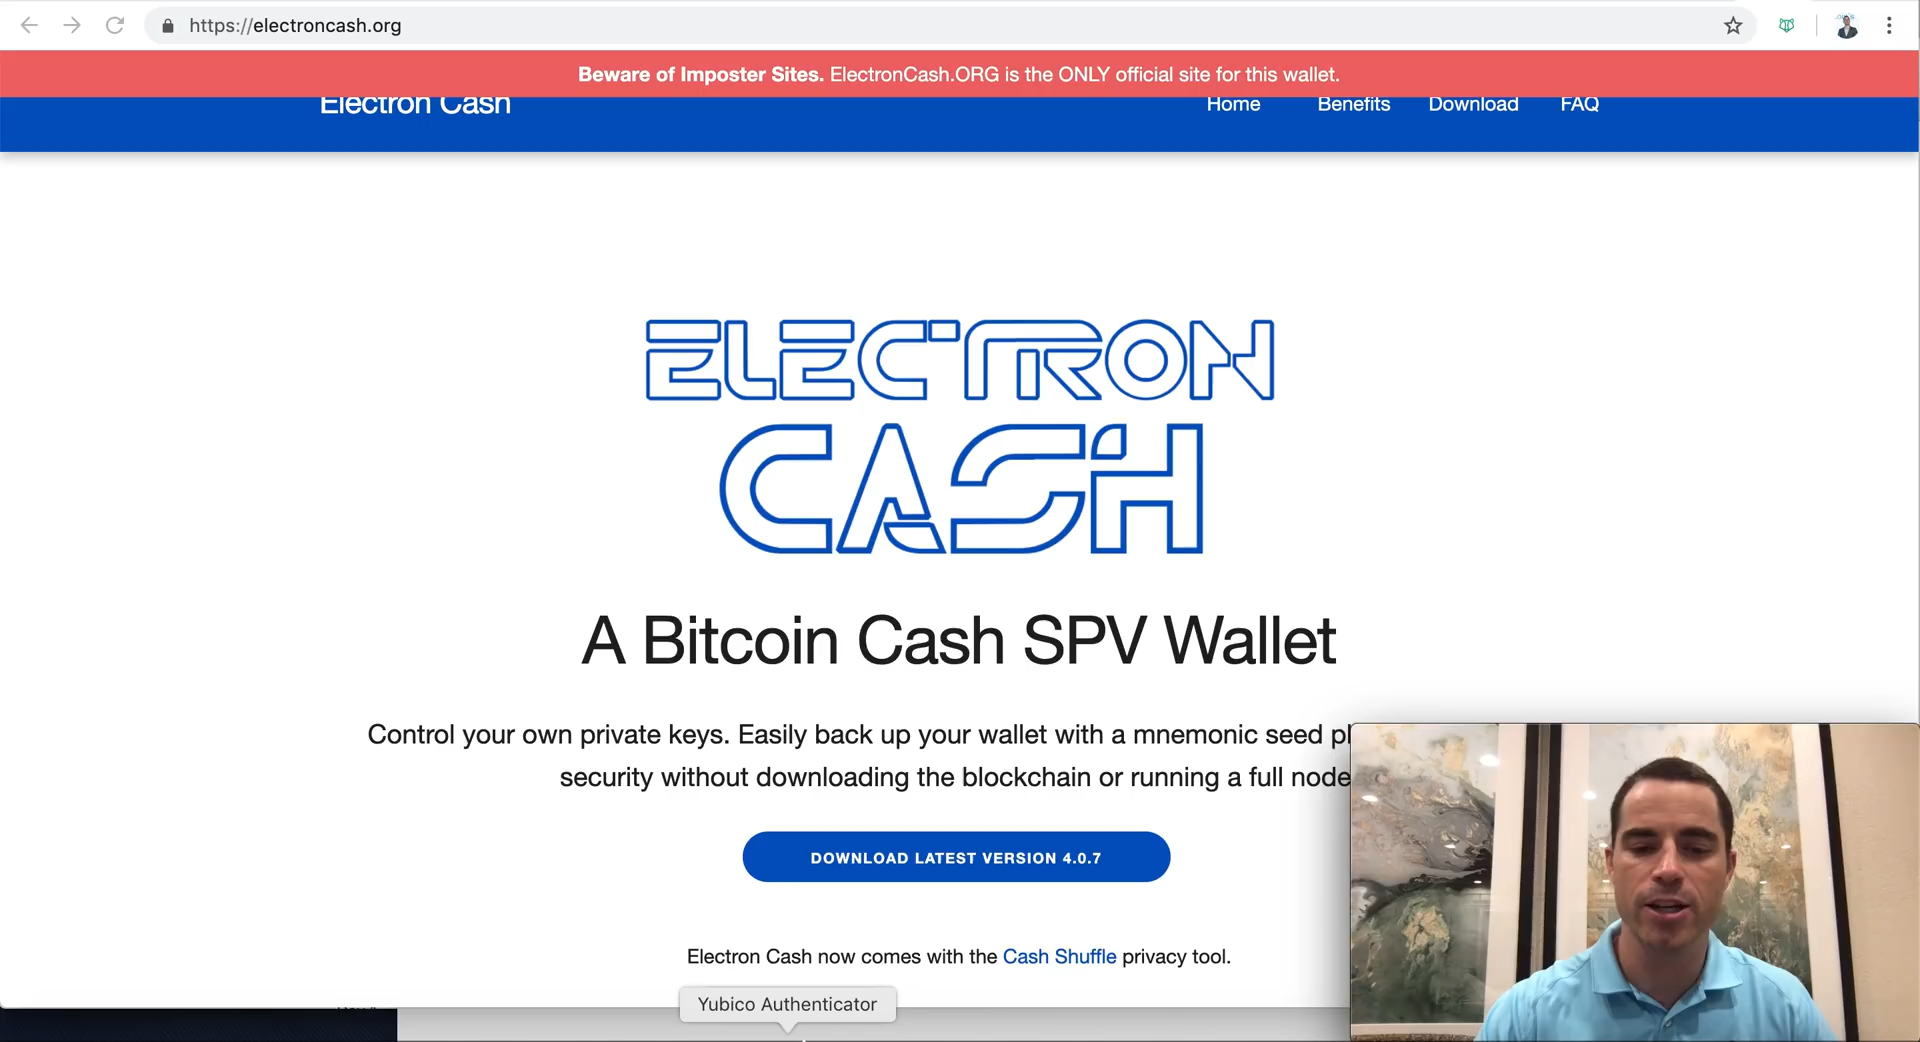 https://electroncash.org
Beware of Imposter Sites. ElectronCash.ORG is the ONLY official site for this wallet.
Electron Cash
Home Benefits Download FAQ
ELECTRON
CASH
A Bitcoin Cash SPV Wallet
Control your own private keys. Easily back up your wallet with a mnemonic seed
security without downloading the blockchain or running a full node
DOWNLOAD LATEST VERSION 4.0.7
Electron Cash now comes with the Cash Shuffle privacy tool.
Yubico Authenticator